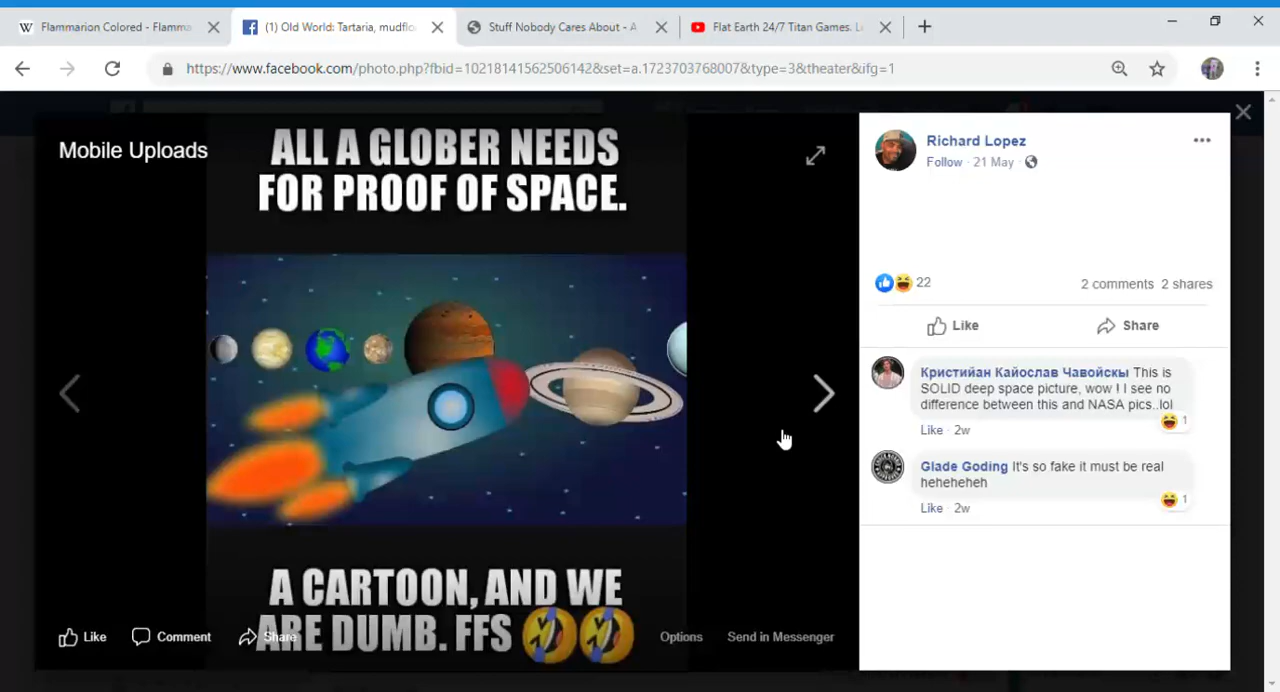 Flammarion Colored - Flamma
(1) Old World: Tartaria, mudflo
Stuff Nobody Cares About - A
Flat Earth 24/7 Titan Games. L
https://www.facebook.com/photo.php?fbid=10218141562506142&set=a.1723703768007&type=3&theater&ifg=1
Mobile Uploads
ALL A GLOBER NEEDS
FOR PROOF OF SPACE.
A CARTOON, AND WE
ARE DUMB. FFS
Like
Comment
Share
Options
Send in Messenger
Richard Lopez
Follow · 21 May
22
2 comments 2 shares
Like
Share
Кристийан Кайослав Чавойскы This is
SOLID deep space picture, wow ! I see no
difference between this and NASA pics..lol
1
Like · 2w
Glade Goding It's so fake it must be real
heheheheh
1
Like · 2w